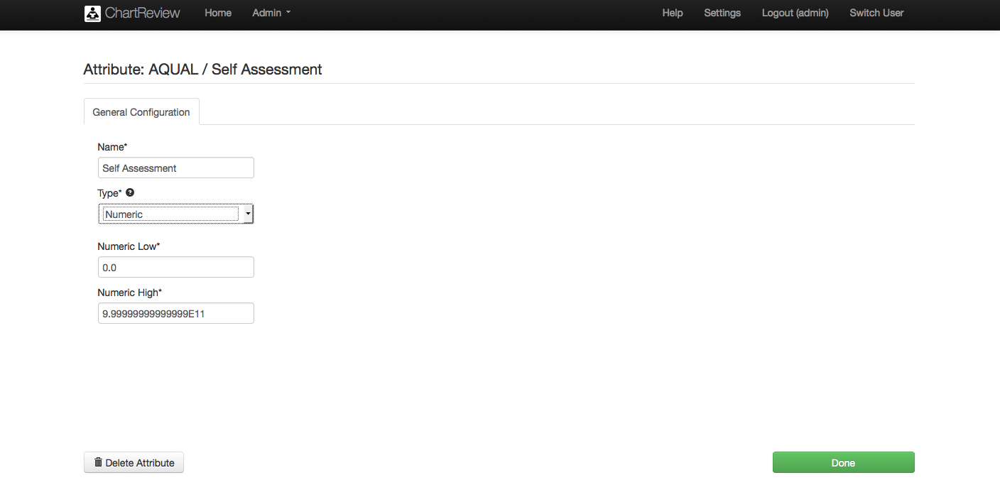 ChartReview Home Admin Help Settings Logout (admin) Switch User
Attribute: AQUAL / Self Assessment
General Configuration
Name*
Self Assessment
Type* ?
Numeric
Numeric Low*
0.0
Numeric High*
9.99999999999999E11
Delete Attribute Done